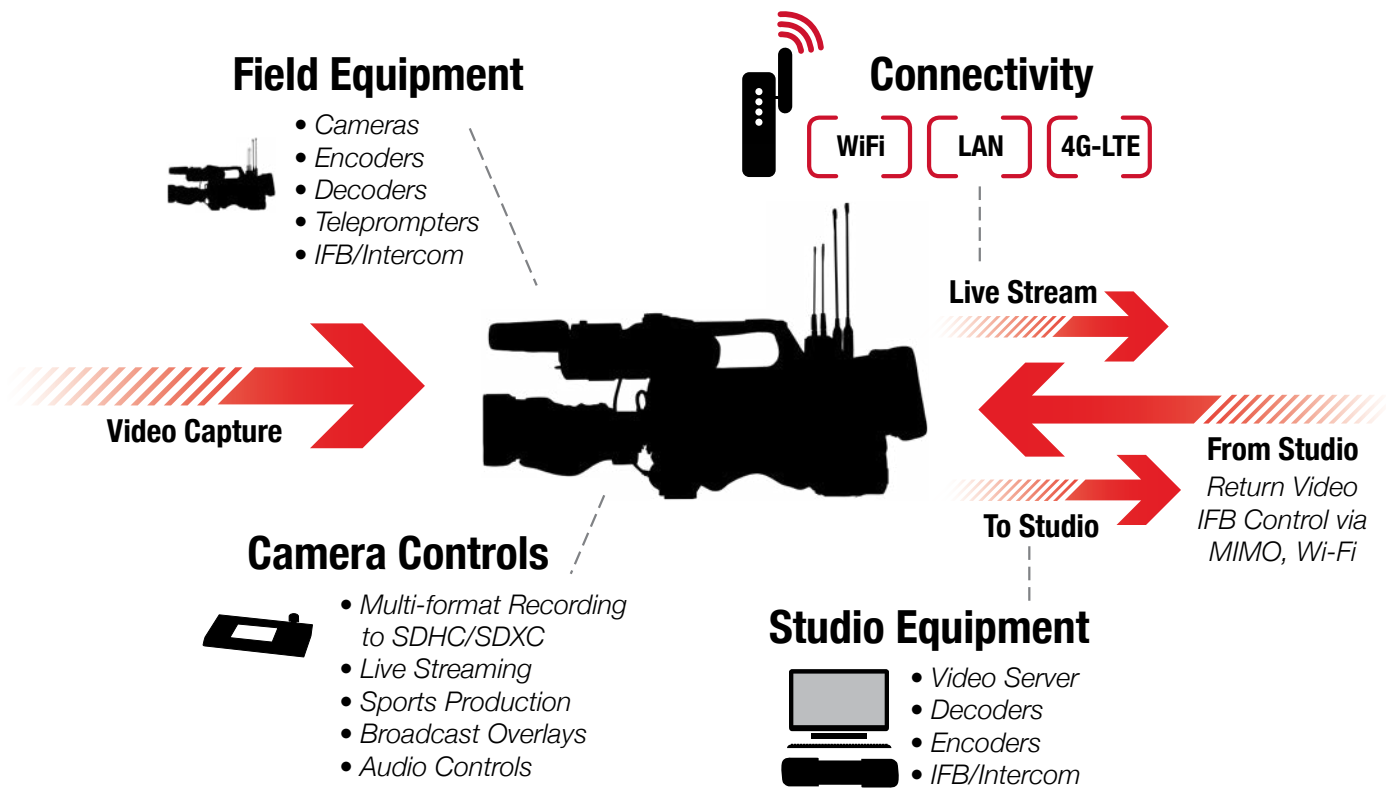 Field Equipment
• Cameras
• Encoders
• Decoders
• Teleprompters
• IFB/Intercom
Connectivity
WiFi
LAN
4G-LTE
Live Stream
Video Capture
From Studio
Return Video
IFB Control via
MIMO, Wi-Fi
To Studio
Camera Controls
• Multi-format Recording
to SDHC/SDXC
• Live Streaming
• Sports Production
• Broadcast Overlays
• Audio Controls
Studio Equipment
• Video Server
• Decoders
• Encoders
• IFB/Intercom